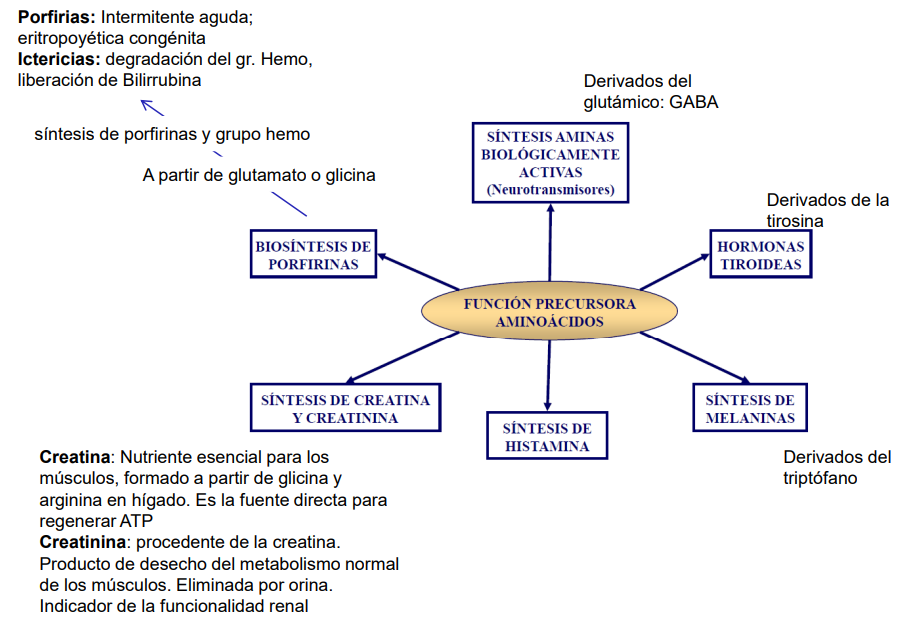 Porfirias: Intermitente aguda;
eritropoyética congénita
Ictericias: degradación del gr. Hemo,
liberación de Bilirrubina
síntesis de porfirinas y grupo hemo
A partir de glutamato o glicina
BIOSÍNTESIS DE
PORFIRINAS
Derivados del
glutámico: GABA
SÍNTESIS AMINAS
BIOLÓGICAMENTE
ACTIVAS
(Neurotransmisores)
Derivados de la
tirosina
HORMONAS
TIROIDEAS
FUNCIÓN PRECURSORA
AMINOÁCIDOS
SÍNTESIS DE CREATINA
Y CREATININA
SÍNTESIS DE
HISTAMINA
SÍNTESIS DE
MELANINAS
Derivados del
triptófano
Creatina: Nutriente esencial para los
músculos, formado a partir de glicina y
arginina en hígado. Es la fuente directa para
regenerar ATP
Creatinina: procedente de la creatina.
Producto de desecho del metabolismo normal
de los músculos. Eliminada por orina.
Indicador de la funcionalidad renal